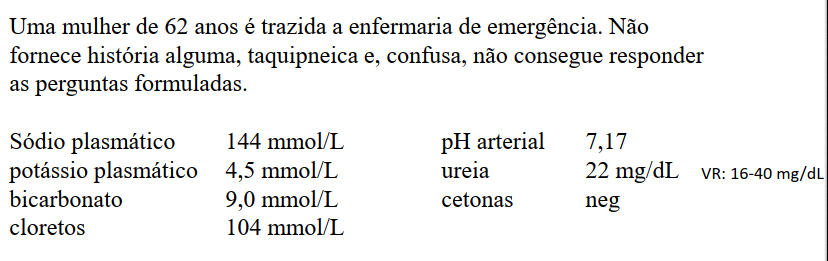 Uma mulher de 62 anos é trazida a enfermaria de emergência. Não
fornece história alguma, taquipneica e, confusa, não consegue responder
as perguntas formuladas.
Sódio plasmático 144 mmol/L pH arterial 7,17
potássio plasmático 4,5 mmol/L ureia 22 mg/dL VR: 16-40 mg/dL
bicarbonato 9,0 mmol/L cetonas neg
cloretos 104 mmol/L